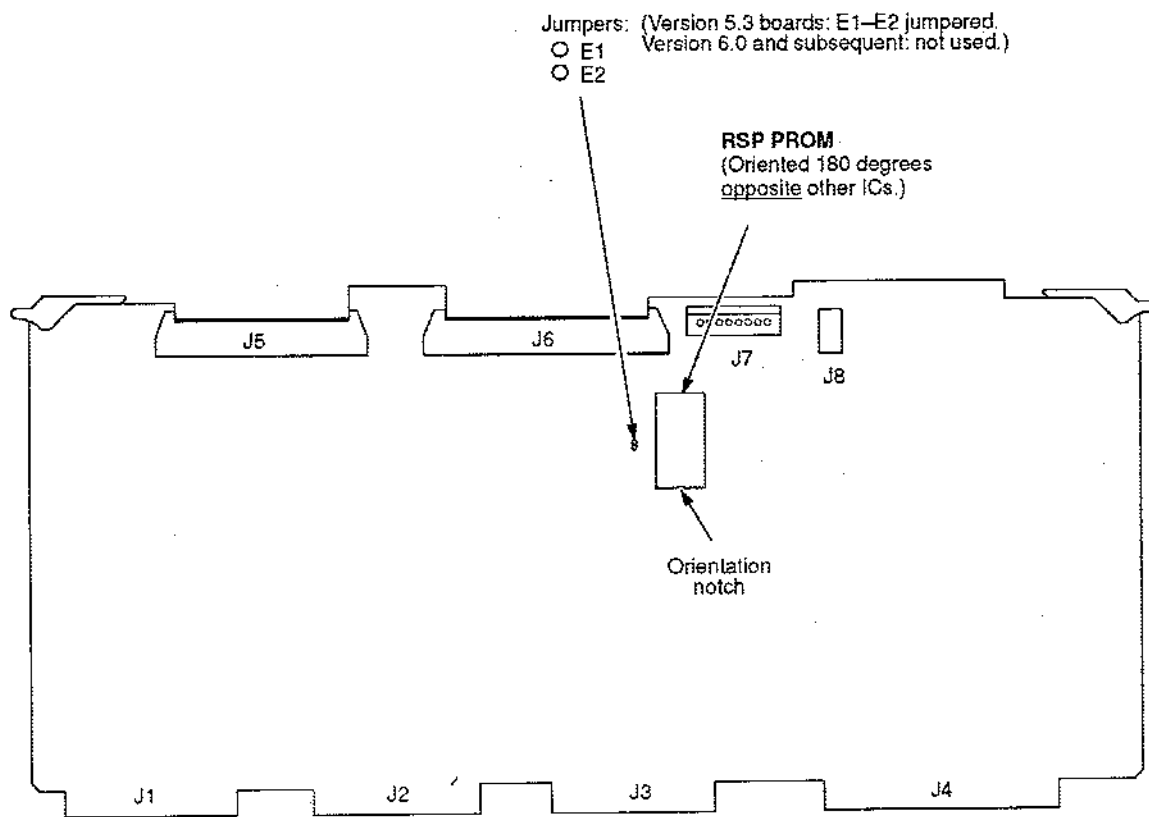 Jumpers: (Version 5.3 boards: E1–E2 jumpered.
Version 6.0 and subsequent: not used.)
E1
E2
RSP PROM
(Oriented 180 degrees
opposite other ICs.)
J5
J6
J7
J8
Orientation
notch
J1
J2
J3
J4